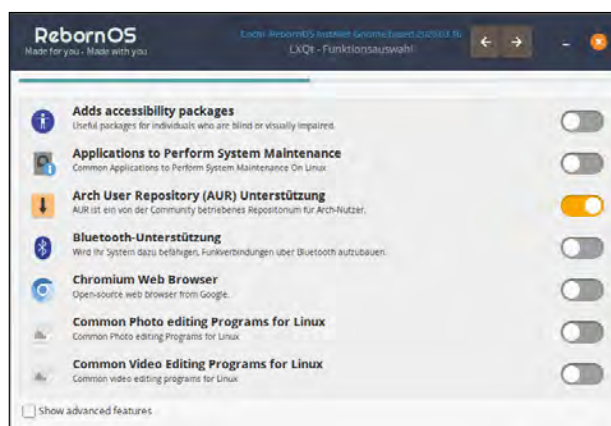 RebornOS
Made for you - Made with you
LXQt - Funktionsauswahl
Adds accessibility packages
Useful packages for individuals who are blind or visually impaired.
Applications to Perform System Maintenance
Common Applications to Perform System Maintenance On Linux
Arch User Repository (AUR) Unterstützung
AUR ist ein von der Community betriebenes Repositorium für Arch-Nutzer.
Bluetooth-Unterstützung
Wird Ihr System dazu befähigen, Funkverbindungen über Bluetooth aufzubauen.
Chromium Web Browser
Open-source web browser from Google.
Common Photo editing Programs for Linux
Common Photo editing Programs for Linux
Common Video Editing Programs for Linux
Common video editing programs for Linux
Show advanced features